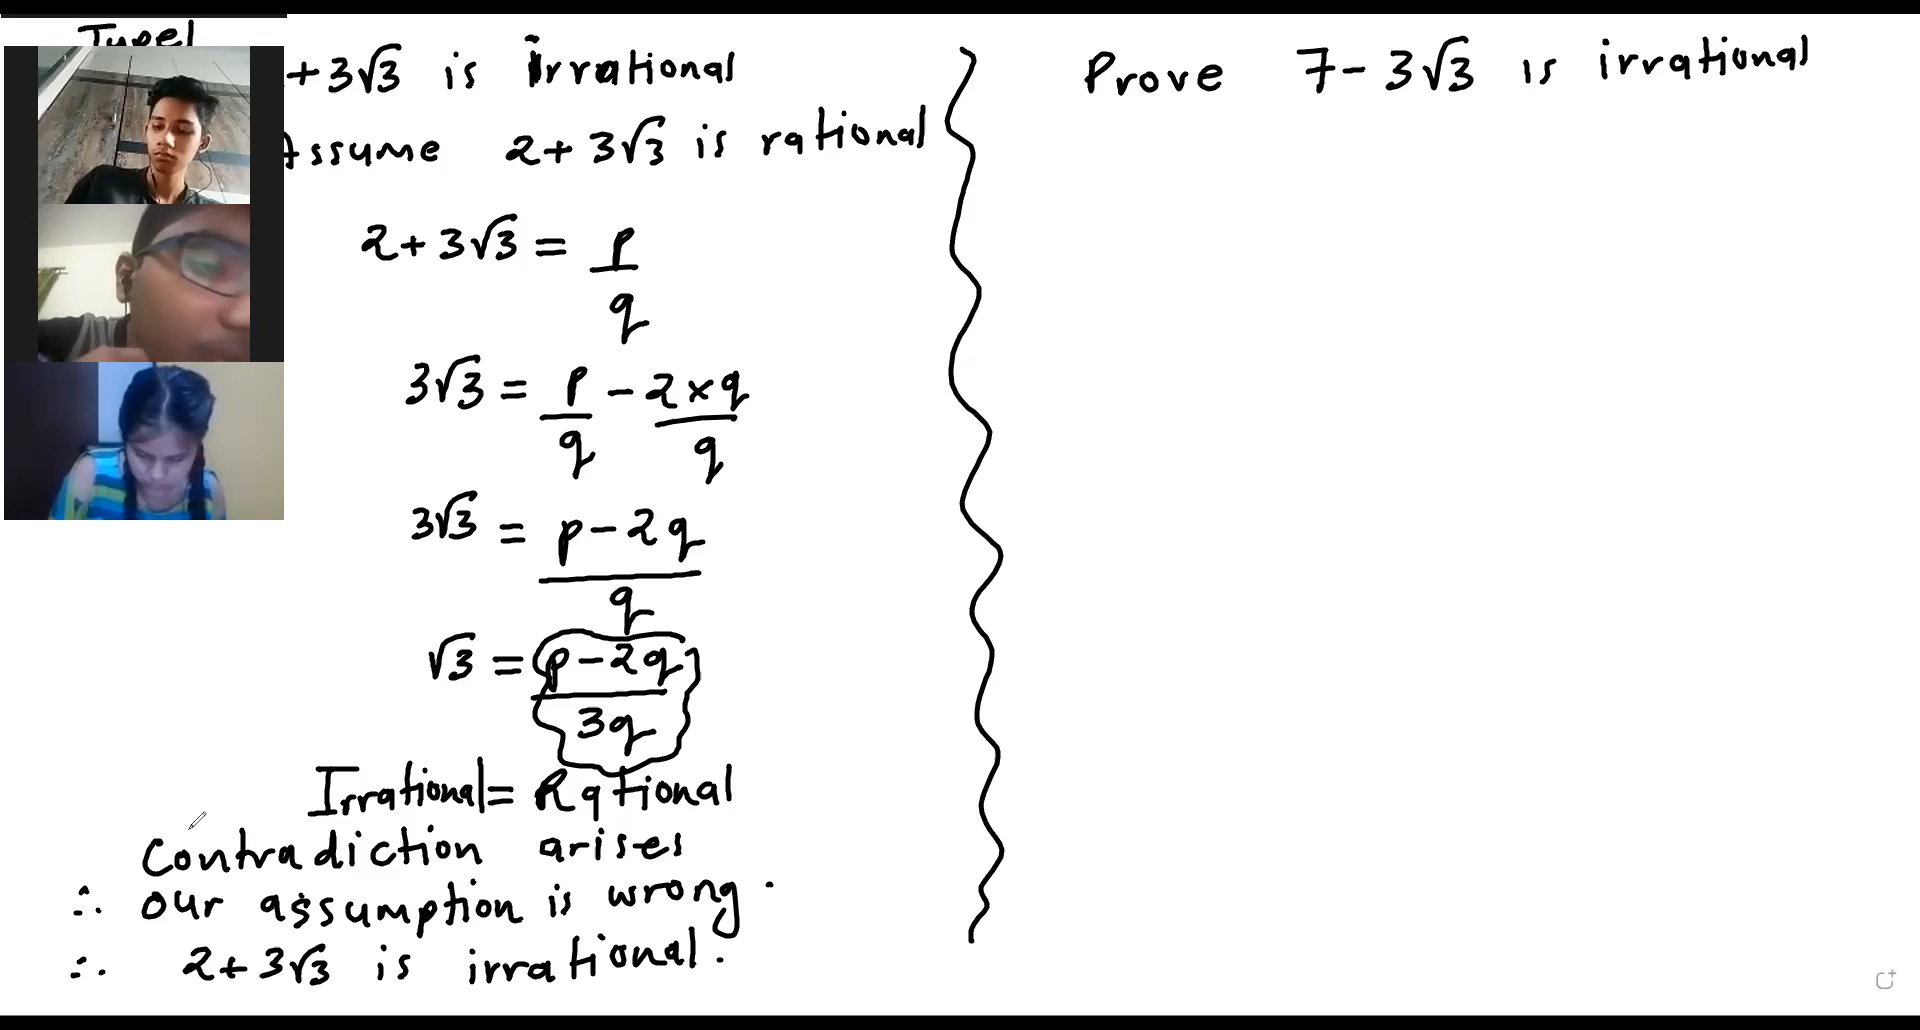 Type1
+ 3√3 is irrational
Assume 2 + 3√3 is rational
2 + 3√3 = p/q
3√3 = p/q - 2 × q/q
3√3 = p - 2q/q
√3 = p - 2q/3q
Irrational = Rational
Contradiction arises
∴ our assumption is wrong.
∴ 2 + 3√3 is irrational.
Prove 7 - 3√3 is irrational